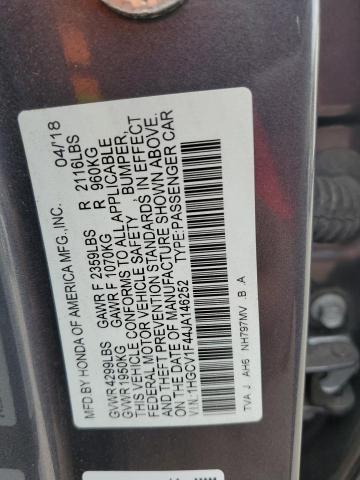 MFD.BY HONDA OF AMERICA MFG.,INC. 04/18
GVWR 4299LBS GAWR F 2359LBS R 2116LBS
GVWR 1950KG GAWR F 1070KG R 960KG
THIS VEHICLE CONFORMS TO ALL APPLICABLE
FEDERAL MOTOR VEHICLE SAFETY , BUMPER,
AND THEFT PREVENTION STANDARDS IN EFFECT
ON THE DATE OF MANUFACTURE SHOWN ABOVE.
V.I.N:1HGCV1F44JA146252 TYPE:PASSENGER CAR
TVA J AH6 NH797MV .B .A